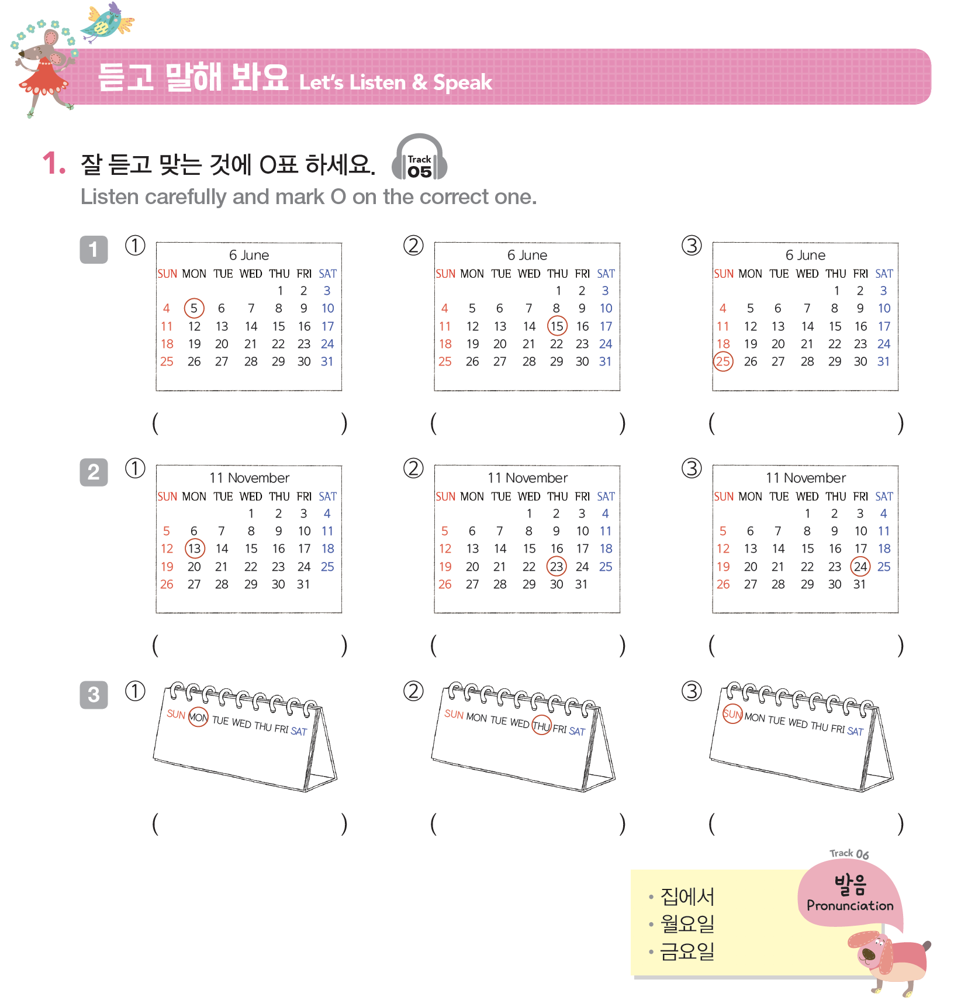 듣고 말해 봐요 Let's Listen & Speak
1. 잘 듣고 맞는 것에 O표 하세요.
Track
05
Listen carefully and mark O on the correct one.
1
①
6 June
SUN MON TUE WED THU FRI SAT
1 2 3
4 5 6 7 8 9 10
11 12 13 14 15 16 17
18 19 20 21 22 23 24
25 26 27 28 29 30 31
( )
②
6 June
SUN MON TUE WED THU FRI SAT
1 2 3
4 5 6 7 8 9 10
11 12 13 14 15 16 17
18 19 20 21 22 23 24
25 26 27 28 29 30 31
( )
③
6 June
SUN MON TUE WED THU FRI SAT
1 2 3
4 5 6 7 8 9 10
11 12 13 14 15 16 17
18 19 20 21 22 23 24
25 26 27 28 29 30 31
( )
2
①
11 November
SUN MON TUE WED THU FRI SAT
1 2 3 4
5 6 7 8 9 10 11
12 13 14 15 16 17 18
19 20 21 22 23 24 25
26 27 28 29 30 31
( )
②
11 November
SUN MON TUE WED THU FRI SAT
1 2 3 4
5 6 7 8 9 10 11
12 13 14 15 16 17 18
19 20 21 22 23 24 25
26 27 28 29 30 31
( )
③
11 November
SUN MON TUE WED THU FRI SAT
1 2 3 4
5 6 7 8 9 10 11
12 13 14 15 16 17 18
19 20 21 22 23 24 25
26 27 28 29 30 31
( )
3
①
SUN MON TUE WED THU FRI SAT
( )
②
SUN MON TUE WED THU FRI SAT
( )
③
SUN MON TUE WED THU FRI SAT
( )
Track 06
발음
Pronunciation
• 집에서
• 월요일
• 금요일